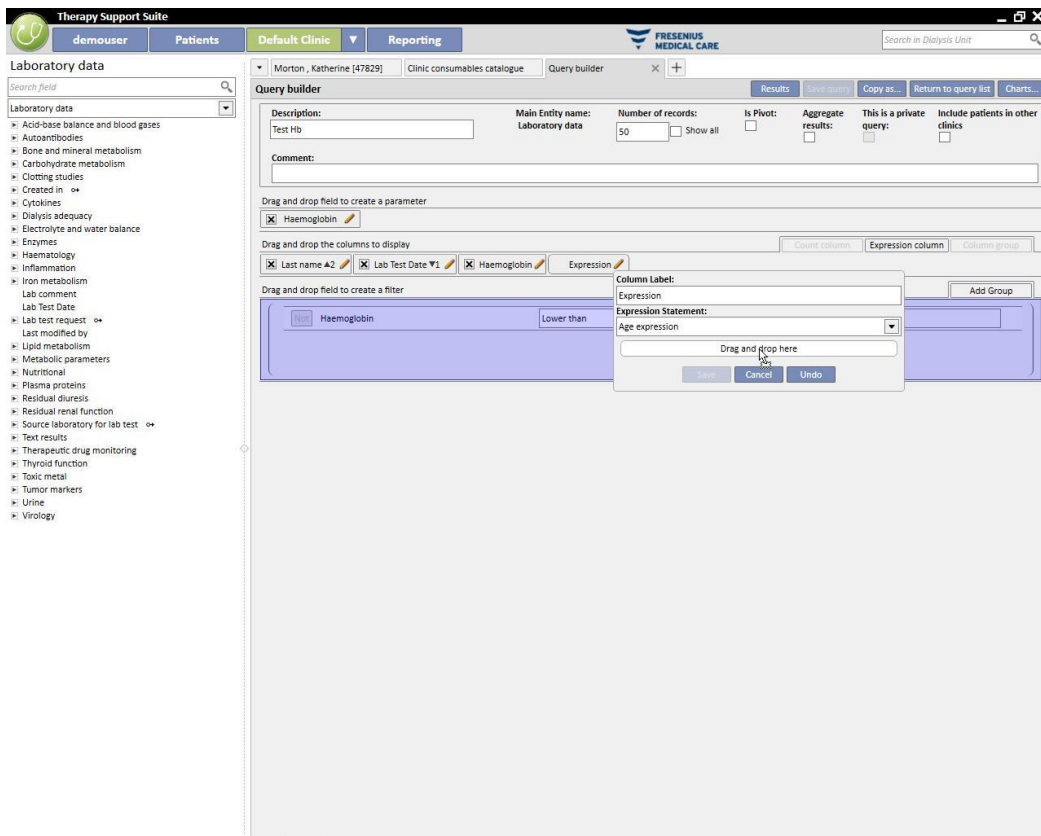 Therapy Support Suite
demouser Patients Default Clinic ▼ Reporting FRESENIUS MEDICAL CARE Search in Dialysis Unit
Laboratory data
Search field
Laboratory data
Acid-base balance and blood gases
Autoantibodies
Bone and mineral metabolism
Carbohydrate metabolism
Clotting studies
Created in
Cytokines
Dialysis adequacy
Electrolyte and water balance
Enzymes
Haematology
Inflammation
Iron metabolism
Lab comment
Lab Test Date
Lab test request
Last modified by
Lipid metabolism
Metabolic parameters
Nutritional
Plasma proteins
Residual diuresis
Residual renal function
Source laboratory for lab test
Text results
Therapeutic drug monitoring
Thyroid function
Toxic metal
Tumor markers
Urine
Virology
Morton , Katherine [47829] Clinic consumables catalogue Query builder
Query builder Results Save query Copy as... Return to query list Charts...
Description: Main Entity name: Number of records: Is Pivot: Aggregate results: This is a private query: Include patients in other clinics
Test Hb Laboratory data 50 Show all
Comment:
Drag and drop field to create a parameter
Haemoglobin
Drag and drop the columns to display Count column Expression column Column group
Last name ▲2 Lab Test Date ▼1 Haemoglobin Expression
Drag and drop field to create a filter Add Group
Not Haemoglobin Lower than
Column Label:
Expression
Expression Statement:
Age expression
Drag and drop here
Save Cancel Undo